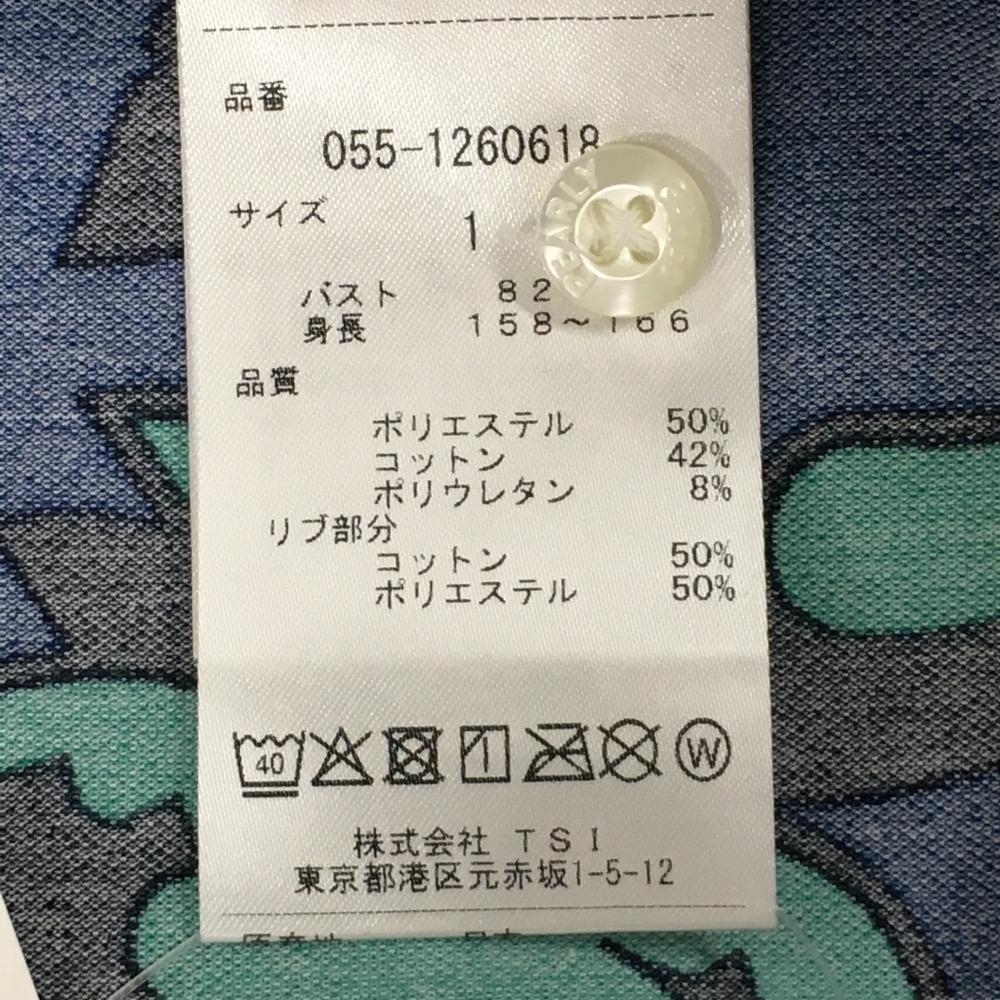 品番
055-1260618
サイズ 1
PEARLY
バスト 82
身長 158～166
品質
ポリエステル 50%
コットン 42%
ポリウレタン 8%
リブ部分
コットン 50%
ポリエステル 50%
40
W
株式会社 TSI
東京都港区元赤坂1-5-12